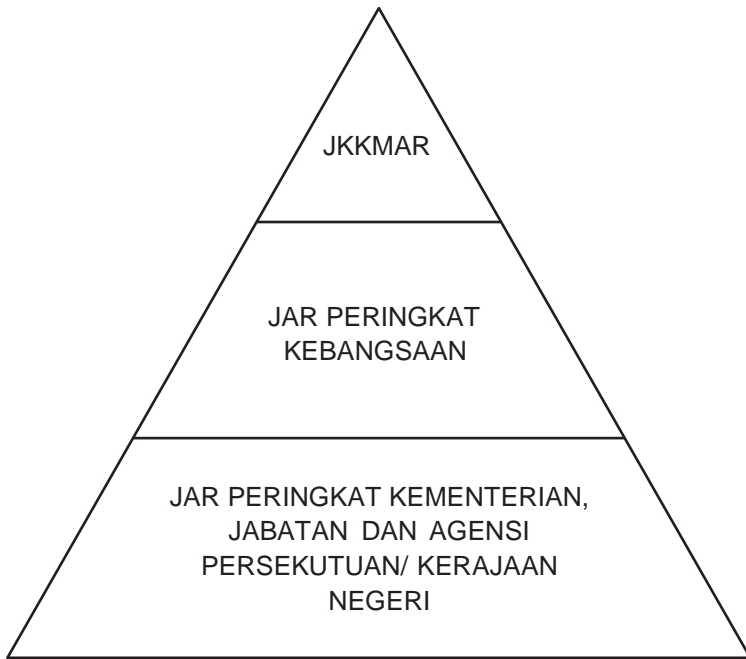 JKKMAR
JAR PERINGKAT
KEBANGSAAN
JAR PERINGKAT KEMENTERIAN,
JABATAN DAN AGENSI
PERSEKUTUAN/ KERAJAAN
NEGERI